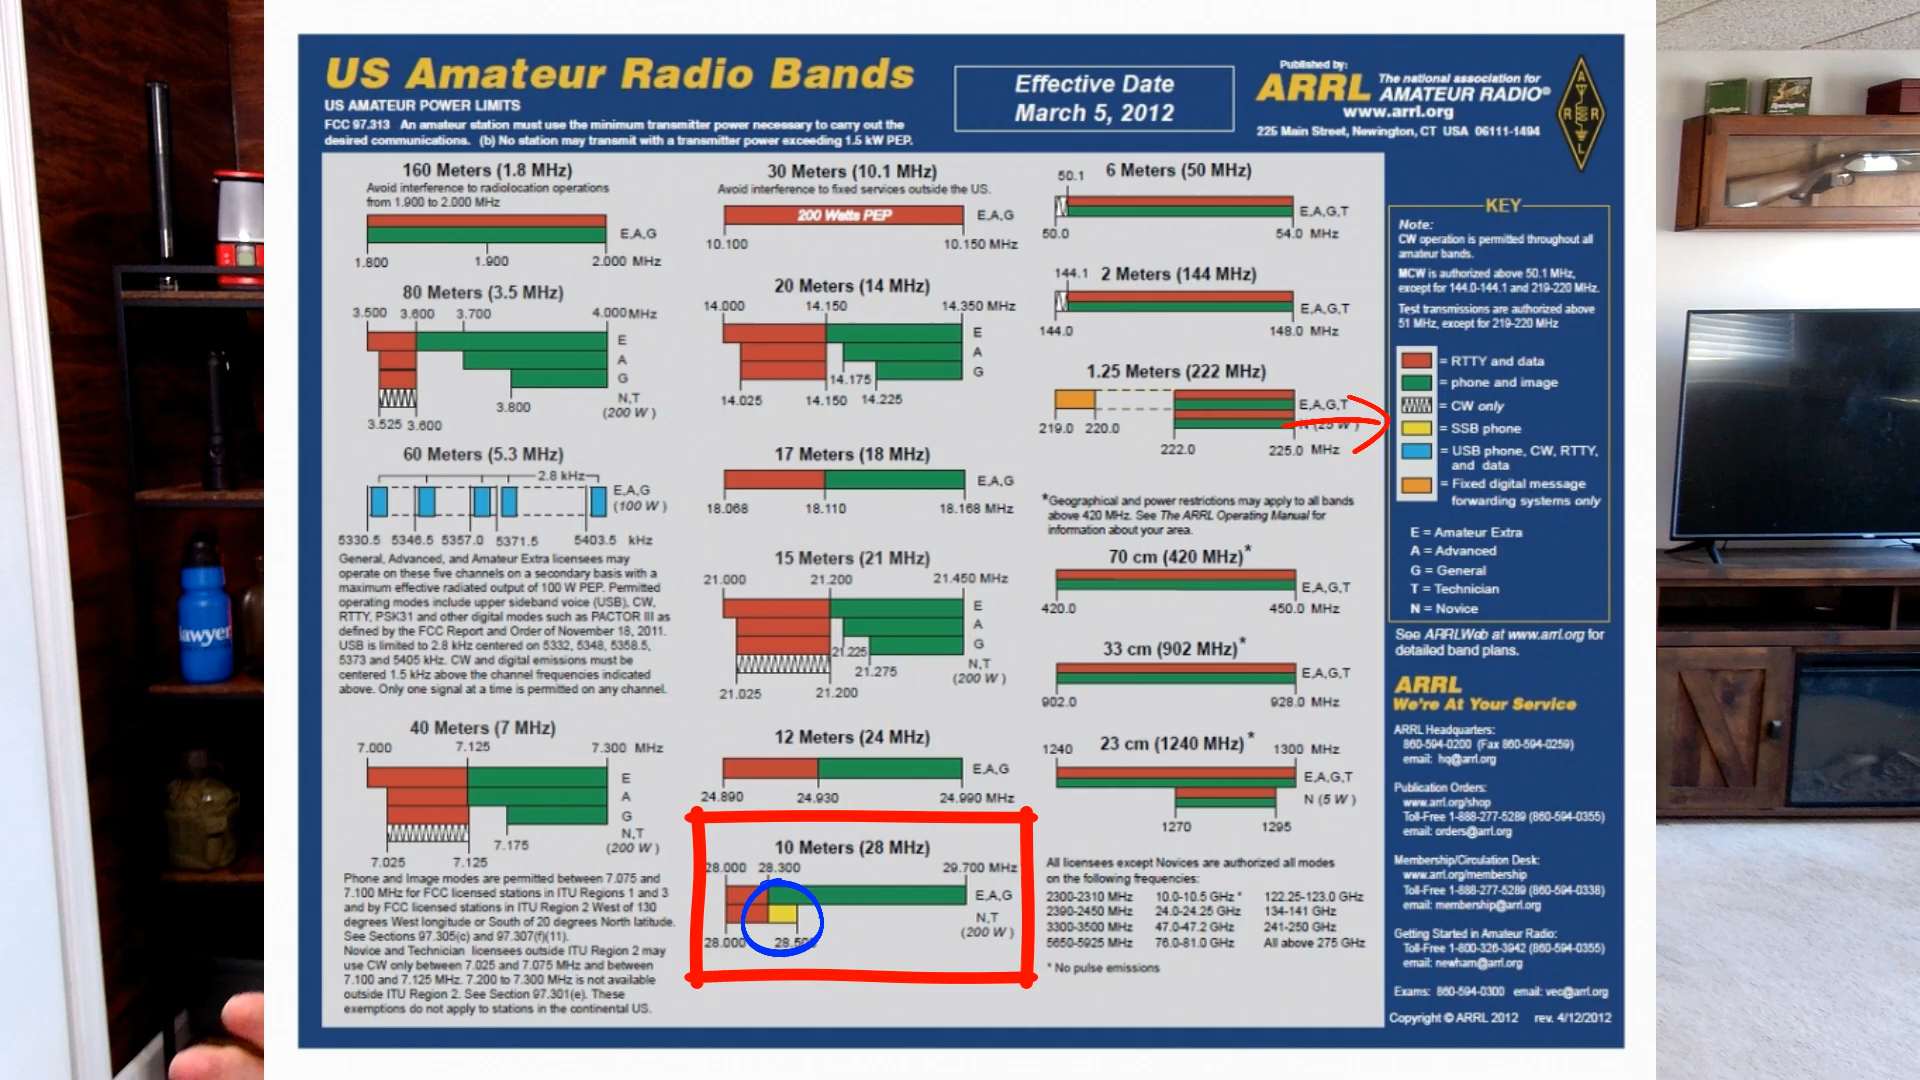 US Amateur Radio Bands
US AMATEUR POWER LIMITS
FCC 97.313 An amateur station must use the minimum transmitter power necessary to carry out the
desired communications. (b) No station may transmit with a transmitter power exceeding 1.5 kW PEP.
Effective Date
March 5, 2012
Published by:
ARRL The national association for
AMATEUR RADIO®
www.arrl.org
225 Main Street, Newington, CT USA 06111-1494
A
R R
L
160 Meters (1.8 MHz)
Avoid interference to radiolocation operations
from 1.900 to 2.000 MHz
E,A,G
1.800 1.900 2.000 MHz
80 Meters (3.5 MHz)
3.500 3.600 3.700 4.000 MHz
E
A
G
N,T
(200 W)
3.800
3.525 3.600
60 Meters (5.3 MHz)
2.8 kHz
E,A,G
(100 W)
5330.5 5346.5 5357.0 5371.5 5403.5 kHz
General, Advanced, and Amateur Extra licensees may
operate on these five channels on a secondary basis with a
maximum effective radiated output of 100 W PEP. Permitted
operating modes include upper sideband voice (USB), CW,
RTTY, PSK31 and other digital modes such as PACTOR III as
defined by the FCC Report and Order of November 18, 2011.
USB is limited to 2.8 kHz centered on 5332, 5348, 5358.5,
5373 and 5405 kHz. CW and digital emissions must be
centered 1.5 kHz above the channel frequencies indicated
above. Only one signal at a time is permitted on any channel.
40 Meters (7 MHz)
7.000 7.125 7.300 MHz
E
A
G
N,T
(200 W)
7.175
7.025 7.125
Phone and Image modes are permitted between 7.075 and
7.100 MHz for FCC licensed stations in ITU Regions 1 and 3
and by FCC licensed stations in ITU Region 2 West of 130
degrees West longitude or South of 20 degrees North latitude.
See Sections 97.305(c) and 97.307(f)(11).
Novice and Technician licensees outside ITU Region 2 may
use CW only between 7.025 and 7.075 MHz and between
7.100 and 7.125 MHz. 7.200 to 7.300 MHz is not available
outside ITU Region 2. See Section 97.301(e). These
exemptions do not apply to stations in the continental US.
30 Meters (10.1 MHz)
Avoid interference to fixed services outside the US.
200 Watts PEP
E,A,G
10.100 10.150 MHz
20 Meters (14 MHz)
14.000 14.150 14.350 MHz
E
A
G
14.175
14.025 14.150 14.225
17 Meters (18 MHz)
E,A,G
18.068 18.110 18.168 MHz
15 Meters (21 MHz)
21.000 21.200 21.450 MHz
E
A
G
N,T
(200 W)
21.225
21.275
21.025 21.200
12 Meters (24 MHz)
E,A,G
24.890 24.930 24.990 MHz
10 Meters (28 MHz)
28.000 28.300 29.700 MHz
E,A,G
N,T
(200 W)
28.000 28.500
6 Meters (50 MHz)
50.1
E,A,G,T
50.0 54.0 MHz
2 Meters (144 MHz)
144.1
E,A,G,T
144.0 148.0 MHz
1.25 Meters (222 MHz)
E,A,G,T
N (25 W)
219.0 220.0
222.0 225.0 MHz
*Geographical and power restrictions may apply to all bands
above 420 MHz. See The ARRL Operating Manual for
information about your area.
70 cm (420 MHz)*
E,A,G,T
420.0 450.0 MHz
33 cm (902 MHz)*
E,A,G,T
902.0 928.0 MHz
23 cm (1240 MHz)*
1240 1300 MHz
E,A,G,T
N (5 W)
1270 1295
All licensees except Novices are authorized all modes
on the following frequencies:
2300-2310 MHz 10.0-10.5 GHz * 122.25-123.0 GHz
2390-2450 MHz 24.0-24.25 GHz 134-141 GHz
3300-3500 MHz 47.0-47.2 GHz 241-250 GHz
5650-5925 MHz 76.0-81.0 GHz All above 275 GHz
* No pulse emissions
KEY
Note:
CW operation is permitted throughout all
amateur bands.
MCW is authorized above 50.1 MHz,
except for 144.0-144.1 and 219-220 MHz.
Test transmissions are authorized above
51 MHz, except for 219-220 MHz
= RTTY and data
= phone and image
= CW only
= SSB phone
= USB phone, CW, RTTY,
and data
= Fixed digital message
forwarding systems only
E = Amateur Extra
A = Advanced
G = General
T = Technician
N = Novice
See ARRLWeb at www.arrl.org for
detailed band plans.
ARRL
We're At Your Service
ARRL Headquarters:
860-594-0200 (Fax 860-594-0259)
email: hq@arrl.org
Publication Orders:
www.arrl.org/shop
Toll-Free 1-888-277-5289 (860-594-0355)
email: orders@arrl.org
Membership/Circulation Desk:
www.arrl.org/membership
Toll-Free 1-888-277-5289 (860-594-0338)
email: membership@arrl.org
Getting Started in Amateur Radio:
Toll-Free 1-800-326-3942 (860-594-0355)
email: newham@arrl.org
Exams: 860-594-0300 email: vec@arrl.org
Copyright © ARRL 2012 rev. 4/12/2012
Sawyer
Remington